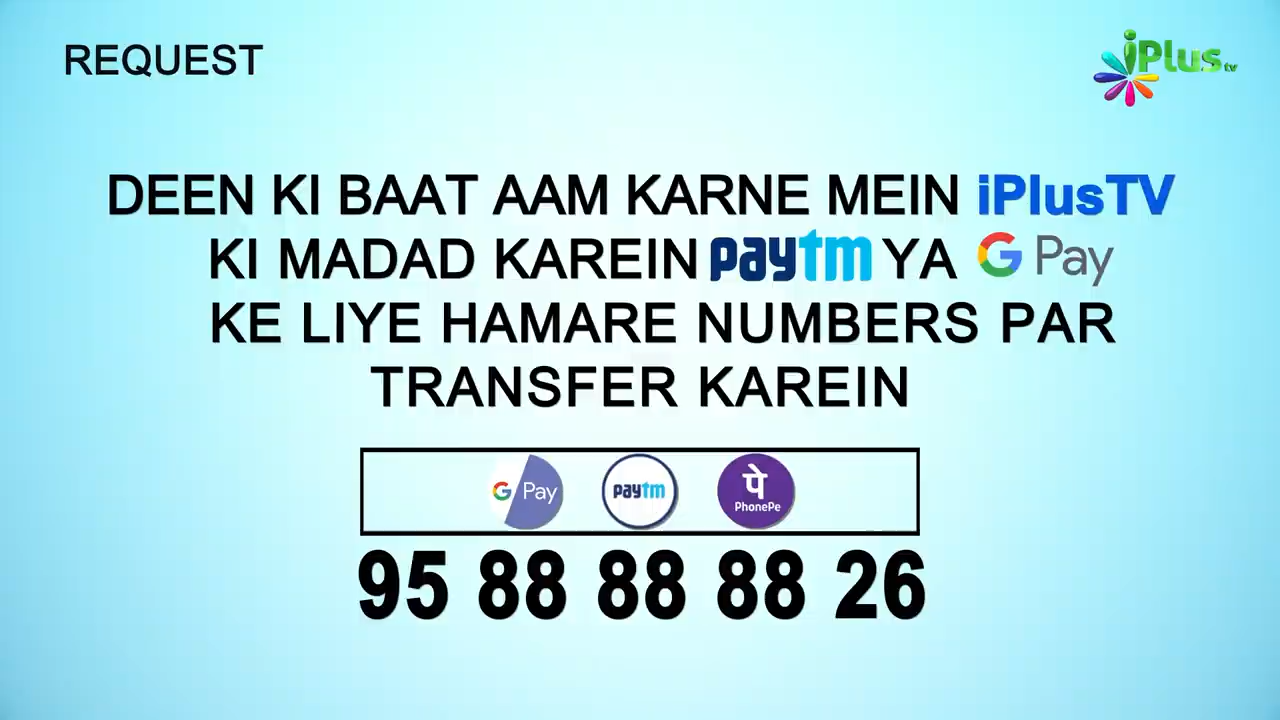 REQUEST
iPlus tv
DEEN KI BAAT AAM KARNE MEIN iPlusTV
KI MADAD KAREIN paytm YA G Pay
KE LIYE HAMARE NUMBERS PAR
TRANSFER KAREIN
G Pay paytm पे PhonePe
95 88 88 88 26